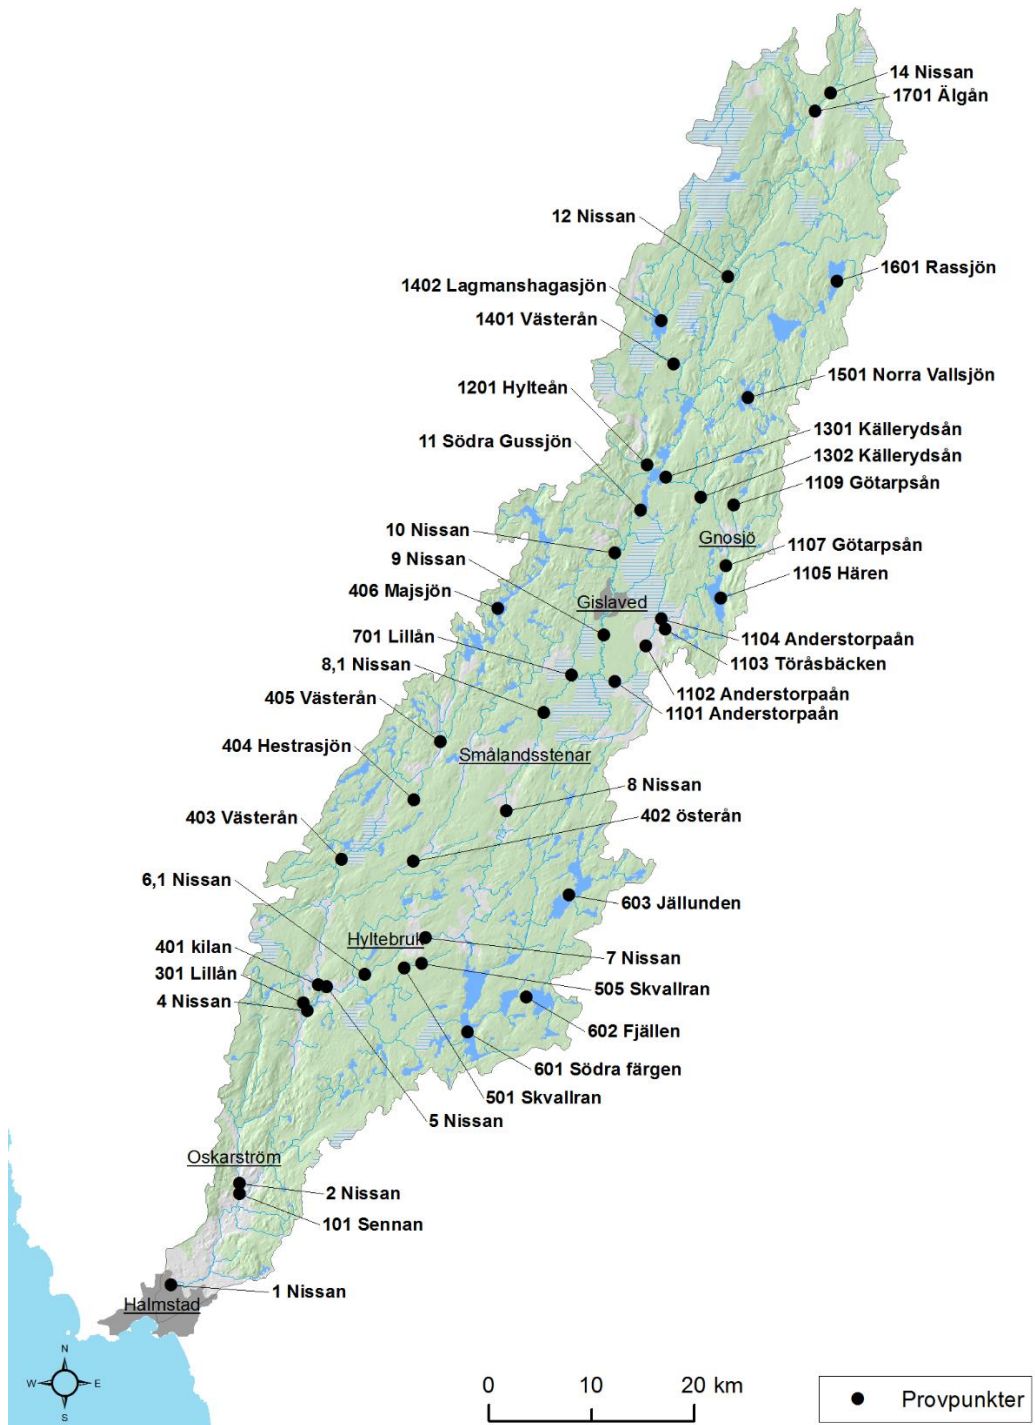 14 Nissan
1701 Älgån
12 Nissan
1601 Rassjön
1402 Lagmanshagasjön
1401 Västerån
1501 Norra Vallsjön
1201 Hylteån
1301 Källerydsån
11 Södra Gussjön
1302 Källerydsån
1109 Götarpsån
10 Nissan
Gnosjö
1107 Götarpsån
9 Nissan
1105 Hären
406 Majsjön
Gislaved
1104 Anderstorpaån
701 Lillån
1103 Töråsbäcken
8,1 Nissan
1102 Anderstorpaån
405 Västerån
1101 Anderstorpaån
404 Hestrasjön
Smålandsstenar
8 Nissan
403 Västerån
402 österån
6,1 Nissan
603 Jällunden
Hyltebruk
401 kilan
7 Nissan
301 Lillån
505 Skvallran
4 Nissan
602 Fjällen
601 Södra färgen
501 Skvallran
5 Nissan
Oskarström
2 Nissan
101 Sennan
1 Nissan
Halmstad
N
W E
S
0 10 20 km
Provpunkter